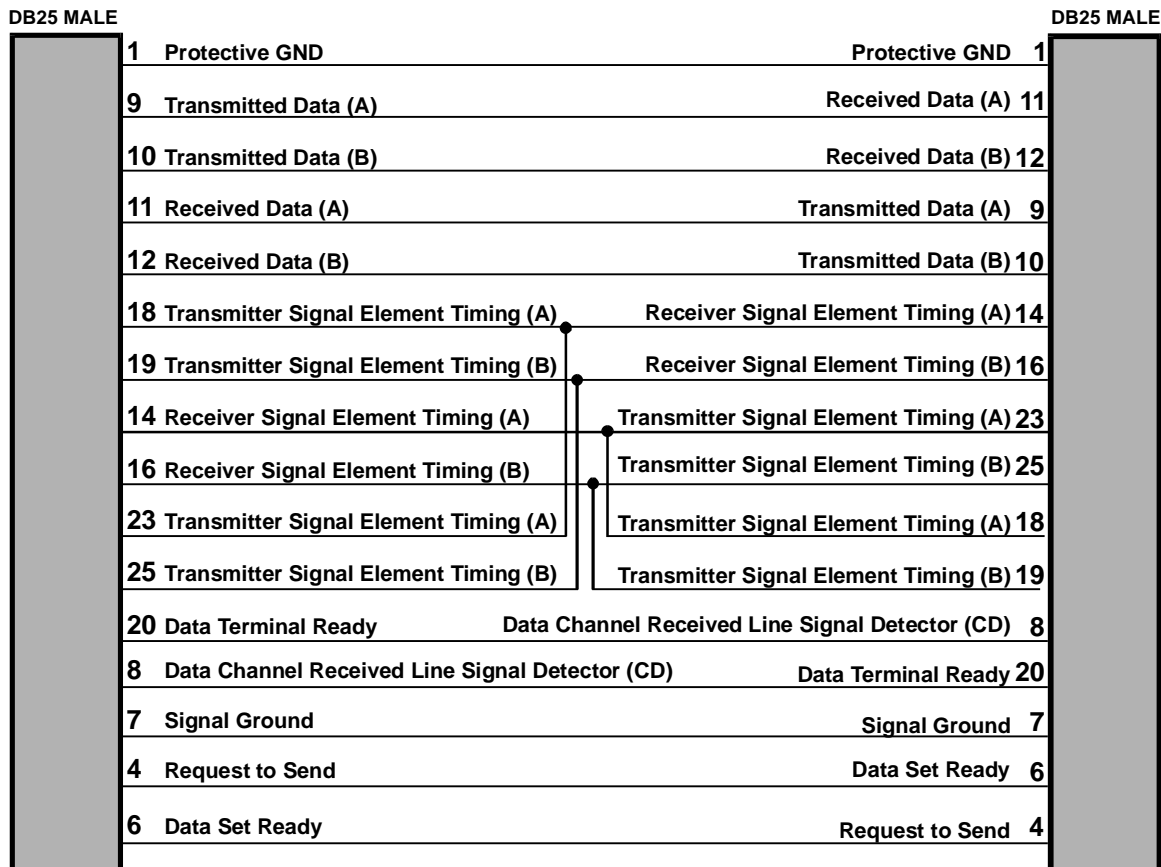 DB25 MALE DB25 MALE
1 Protective GND Protective GND 1
9 Transmitted Data (A) Received Data (A) 11
10 Transmitted Data (B) Received Data (B) 12
11 Received Data (A) Transmitted Data (A) 9
12 Received Data (B) Transmitted Data (B) 10
18 Transmitter Signal Element Timing (A) Receiver Signal Element Timing (A) 14
19 Transmitter Signal Element Timing (B) Receiver Signal Element Timing (B) 16
14 Receiver Signal Element Timing (A) Transmitter Signal Element Timing (A) 23
16 Receiver Signal Element Timing (B) Transmitter Signal Element Timing (B) 25
23 Transmitter Signal Element Timing (A) Transmitter Signal Element Timing (A) 18
25 Transmitter Signal Element Timing (B) Transmitter Signal Element Timing (B) 19
20 Data Terminal Ready Data Channel Received Line Signal Detector (CD) 8
8 Data Channel Received Line Signal Detector (CD) Data Terminal Ready 20
7 Signal Ground Signal Ground 7
4 Request to Send Data Set Ready 6
6 Data Set Ready Request to Send 4